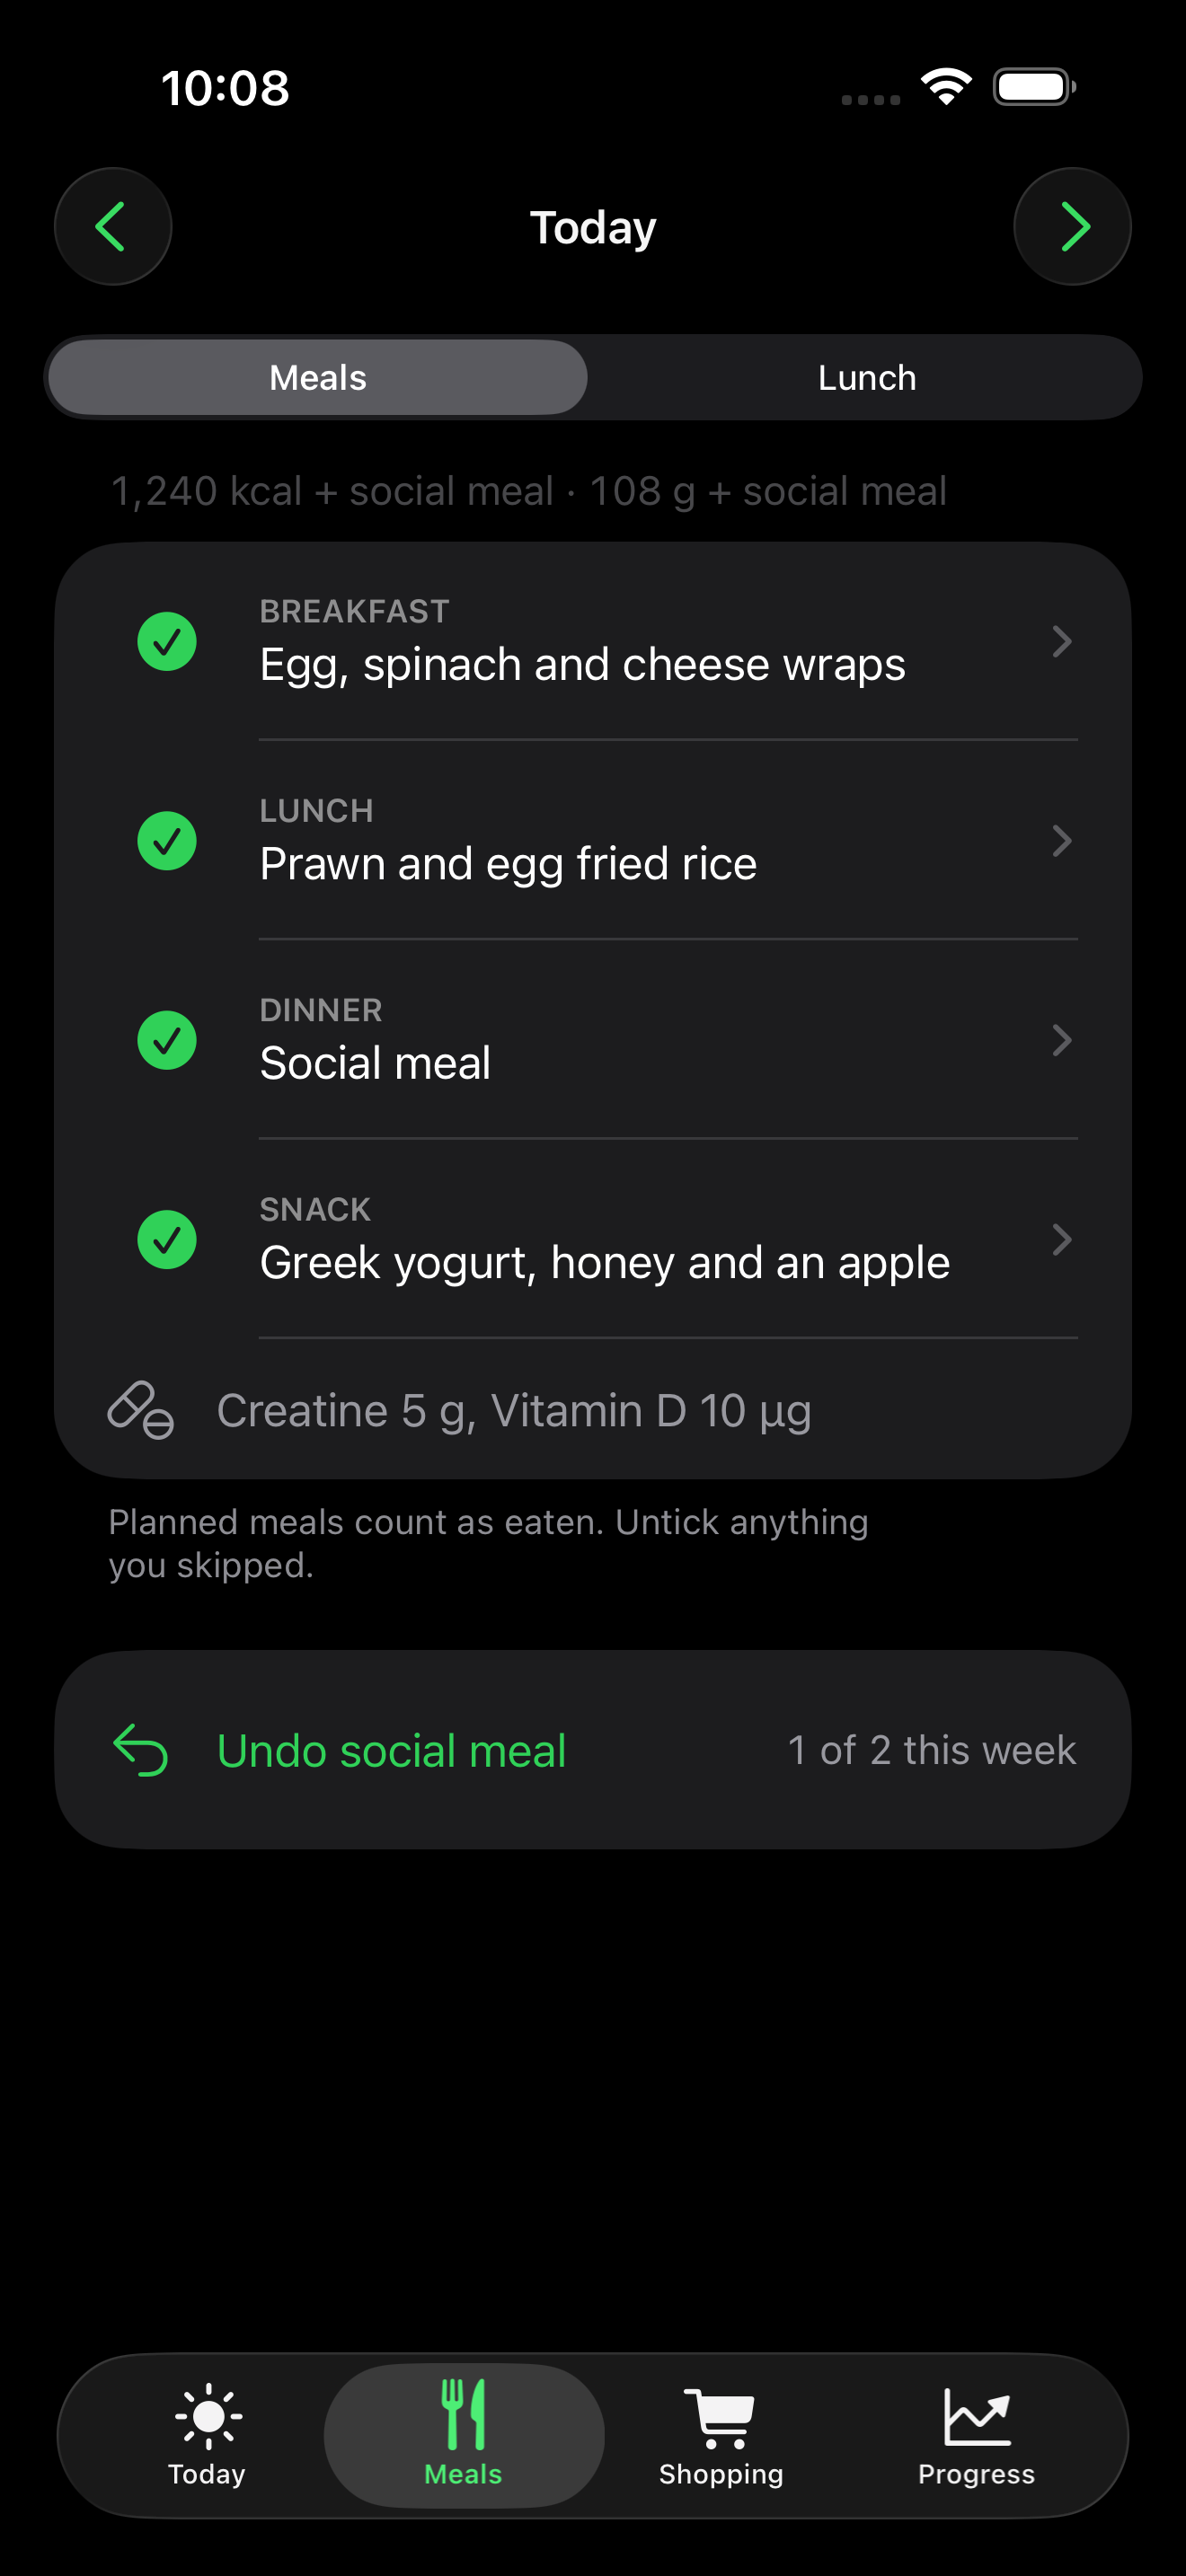 10:08
Today
Meals
Lunch
1,240 kcal + social meal · 108 g + social meal
BREAKFAST
Egg, spinach and cheese wraps
LUNCH
Prawn and egg fried rice
DINNER
Social meal
SNACK
Greek yogurt, honey and an apple
Creatine 5 g, Vitamin D 10 µg
Planned meals count as eaten. Untick anything
you skipped.
Undo social meal
1 of 2 this week
Today
Meals
Shopping
Progress